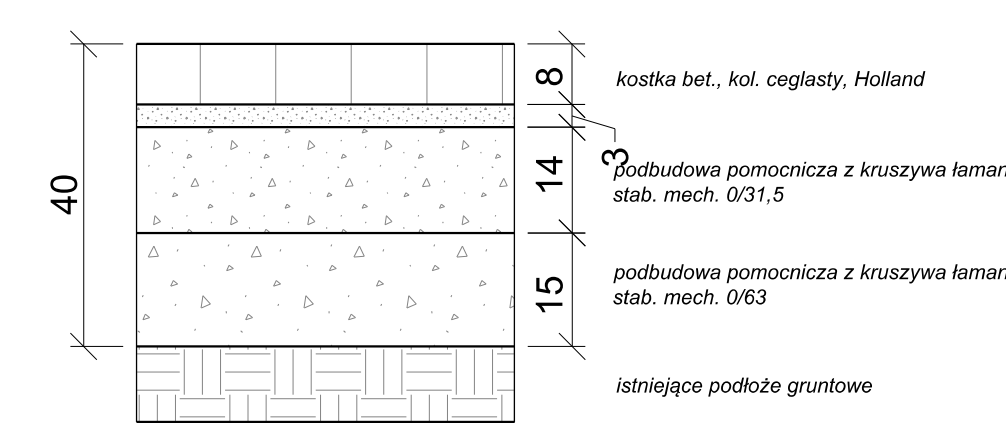 8
kostka bet., kol. ceglasty, Holland
3
14
podbudowa pomocnicza z kruszywa łaman
stab. mech. 0/31,5
40
15
podbudowa pomocnicza z kruszywa łaman
stab. mech. 0/63
istniejące podłoże gruntowe